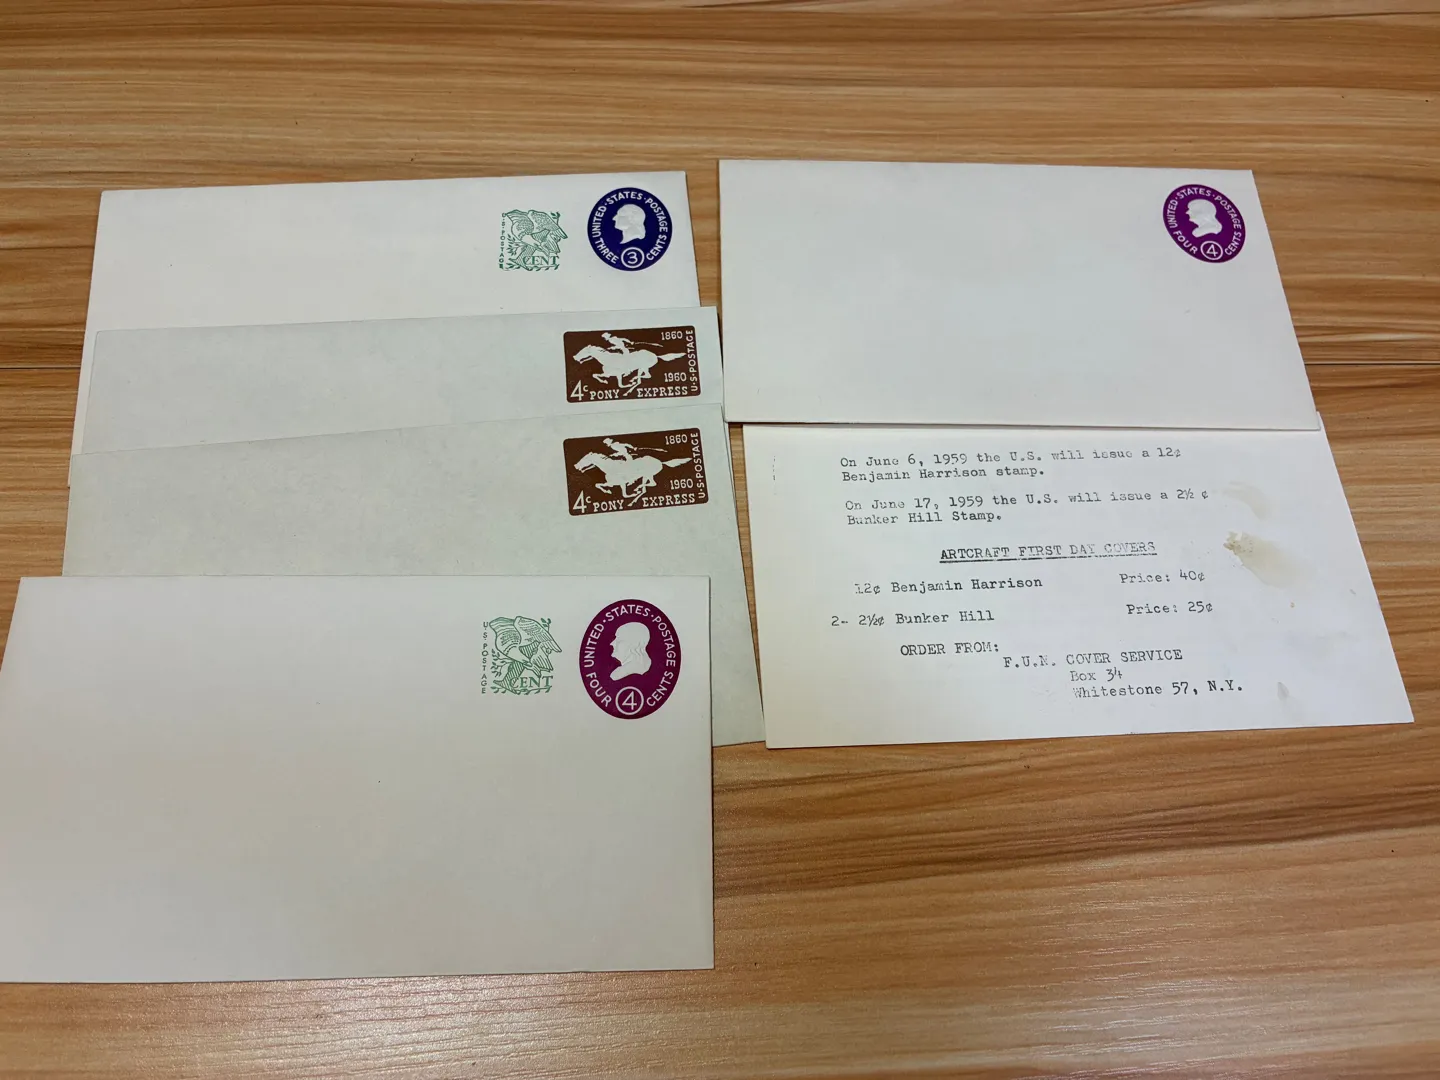 U.S. POSTAGE
CENT
UNITED · STATES · POSTAGE
THREE 3 CENTS
1860
1960
4c PONY EXPRESS
U·S·POSTAGE
1860
1960
4c PONY EXPRESS
U·S·POSTAGE
U·S·POSTAGE
CENT
UNITED · STATES · POSTAGE
FOUR 4 CENTS
UNITED · STATES · POSTAGE
FOUR 4 CENTS
On June 6, 1959 the U.S. will issue a 12¢
Benjamin Harrison stamp.
On June 17, 1959 the U.S. will issue a 2½ ¢
Bunker Hill Stamp.
ARTCRAFT FIRST DAY COVERS
12¢ Benjamin Harrison Price: 40¢
2- 2½¢ Bunker Hill Price: 25¢
ORDER FROM:
F.U.N. COVER SERVICE
Box 34
Whitestone 57, N.Y.